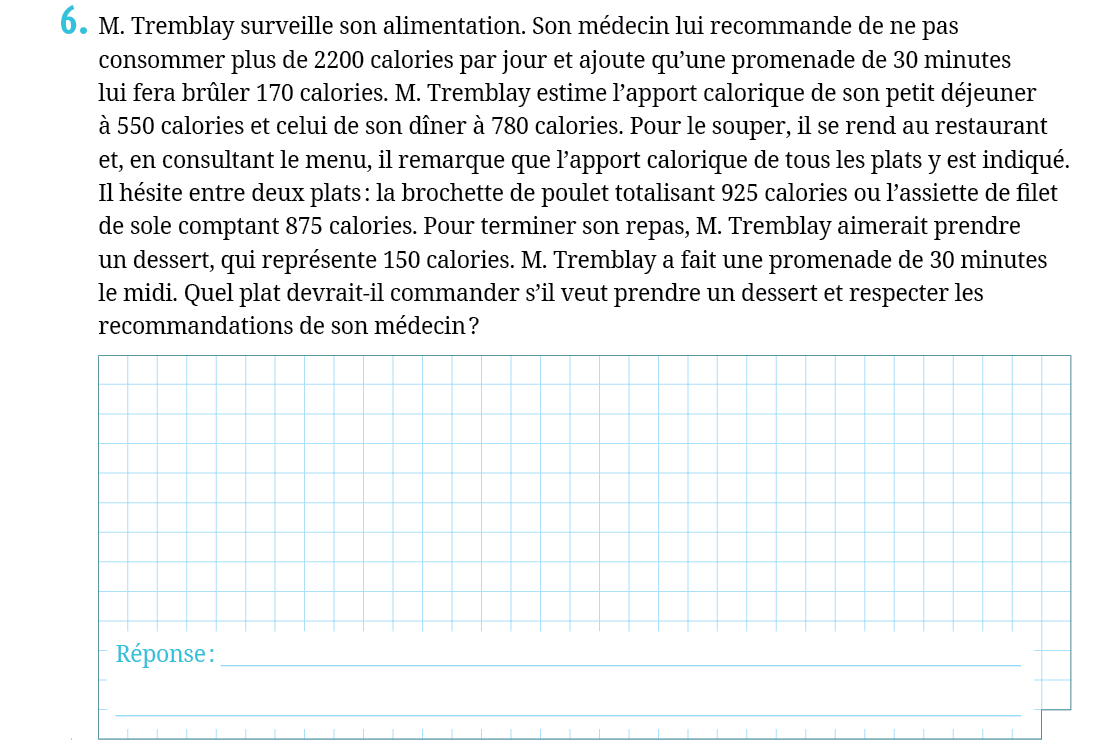 6. M. Tremblay surveille son alimentation. Son médecin lui recommande de ne pas
consommer plus de 2200 calories par jour et ajoute qu’une promenade de 30 minutes
lui fera brûler 170 calories. M. Tremblay estime l’apport calorique de son petit déjeuner
à 550 calories et celui de son dîner à 780 calories. Pour le souper, il se rend au restaurant
et, en consultant le menu, il remarque que l’apport calorique de tous les plats y est indiqué.
Il hésite entre deux plats : la brochette de poulet totalisant 925 calories ou l’assiette de filet
de sole comptant 875 calories. Pour terminer son repas, M. Tremblay aimerait prendre
un dessert, qui représente 150 calories. M. Tremblay a fait une promenade de 30 minutes
le midi. Quel plat devrait-il commander s’il veut prendre un dessert et respecter les
recommandations de son médecin ?
Réponse :